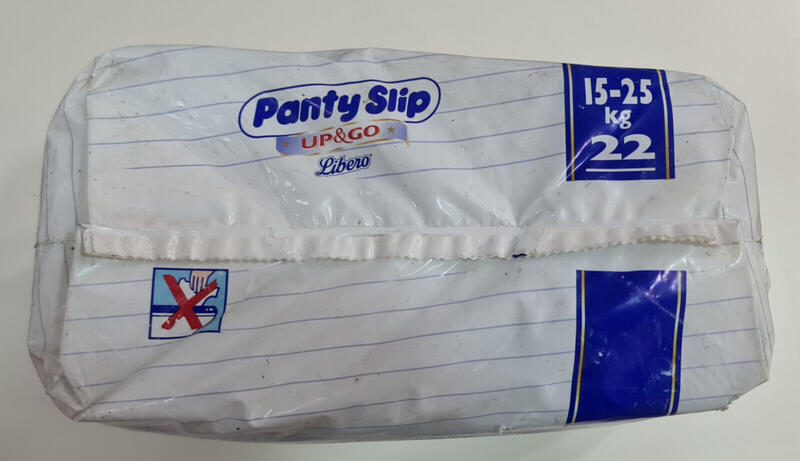 Panty Slip
UP&GO
Libero
15-25
kg
22